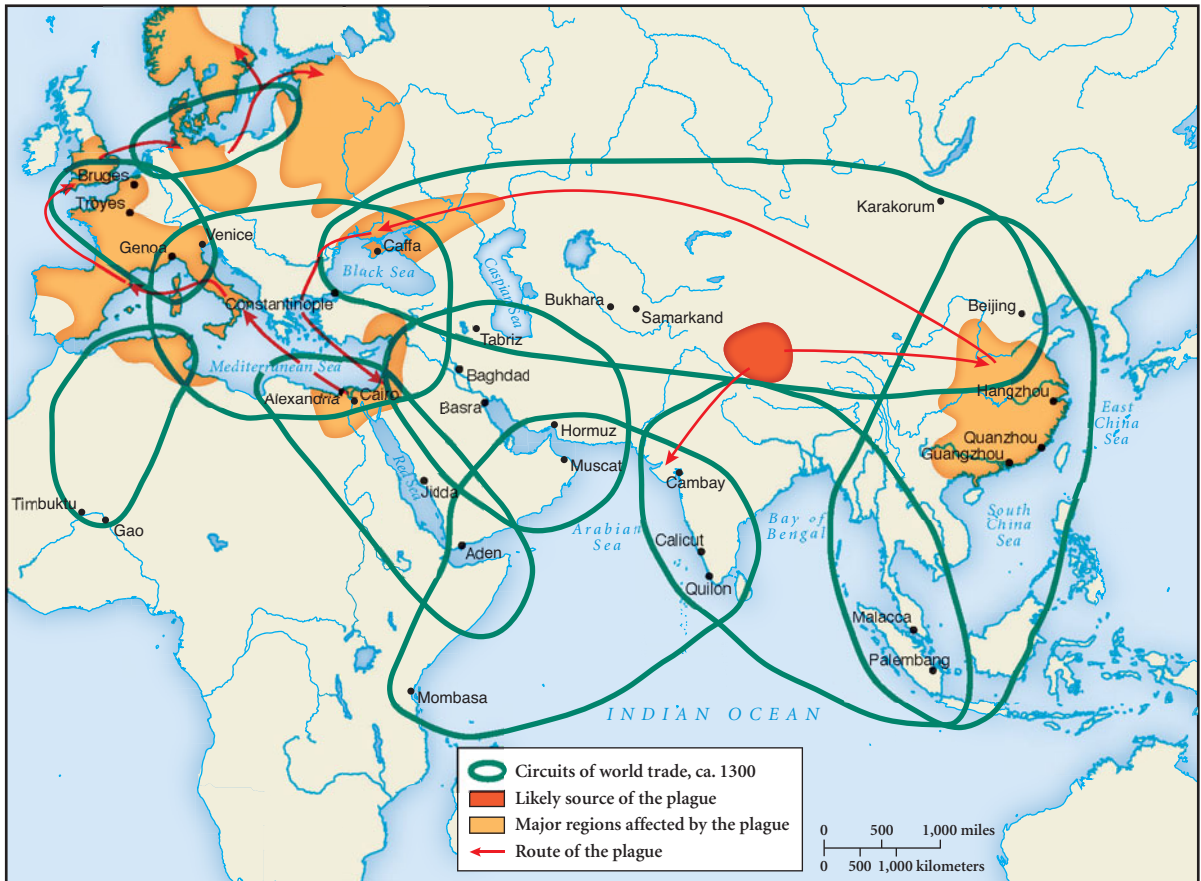 Karakorum
Bruges
Troyes
Genoa
Venice
Caffa
Black Sea
Caspian Sea
Constantinople
Bukhara
Samarkand
Beijing
Tabriz
Mediterranean Sea
Baghdad
Alexandria
Cairo
Basra
Hangzhou
East
China
Sea
Hormuz
Quanzhou
Guangzhou
Muscat
Red Sea
Jidda
Cambay
Timbuktu
Gao
Arabian
Sea
Bay of
Bengal
South
China
Sea
Aden
Calicut
Quilon
Malacca
Palembang
Mombasa
INDIAN OCEAN
Circuits of world trade, ca. 1300
Likely source of the plague
Major regions affected by the plague
Route of the plague
0 500 1,000 miles
0 500 1,000 kilometers